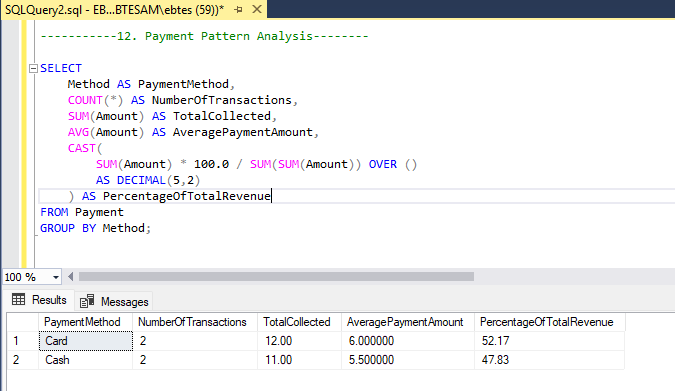 SQLQuery2.sql - EB...BTESAM\ebtes (59))*
-----------12. Payment Pattern Analysis--------
SELECT
Method AS PaymentMethod,
COUNT(*) AS NumberOfTransactions,
SUM(Amount) AS TotalCollected,
AVG(Amount) AS AveragePaymentAmount,
CAST(
SUM(Amount) * 100.0 / SUM(SUM(Amount)) OVER ()
AS DECIMAL(5,2)
) AS PercentageOfTotalRevenue
FROM Payment
GROUP BY Method;
100 %
Results Messages
PaymentMethod NumberOfTransactions TotalCollected AveragePaymentAmount PercentageOfTotalRevenue
1 Card 2 12.00 6.000000 52.17
2 Cash 2 11.00 5.500000 47.83